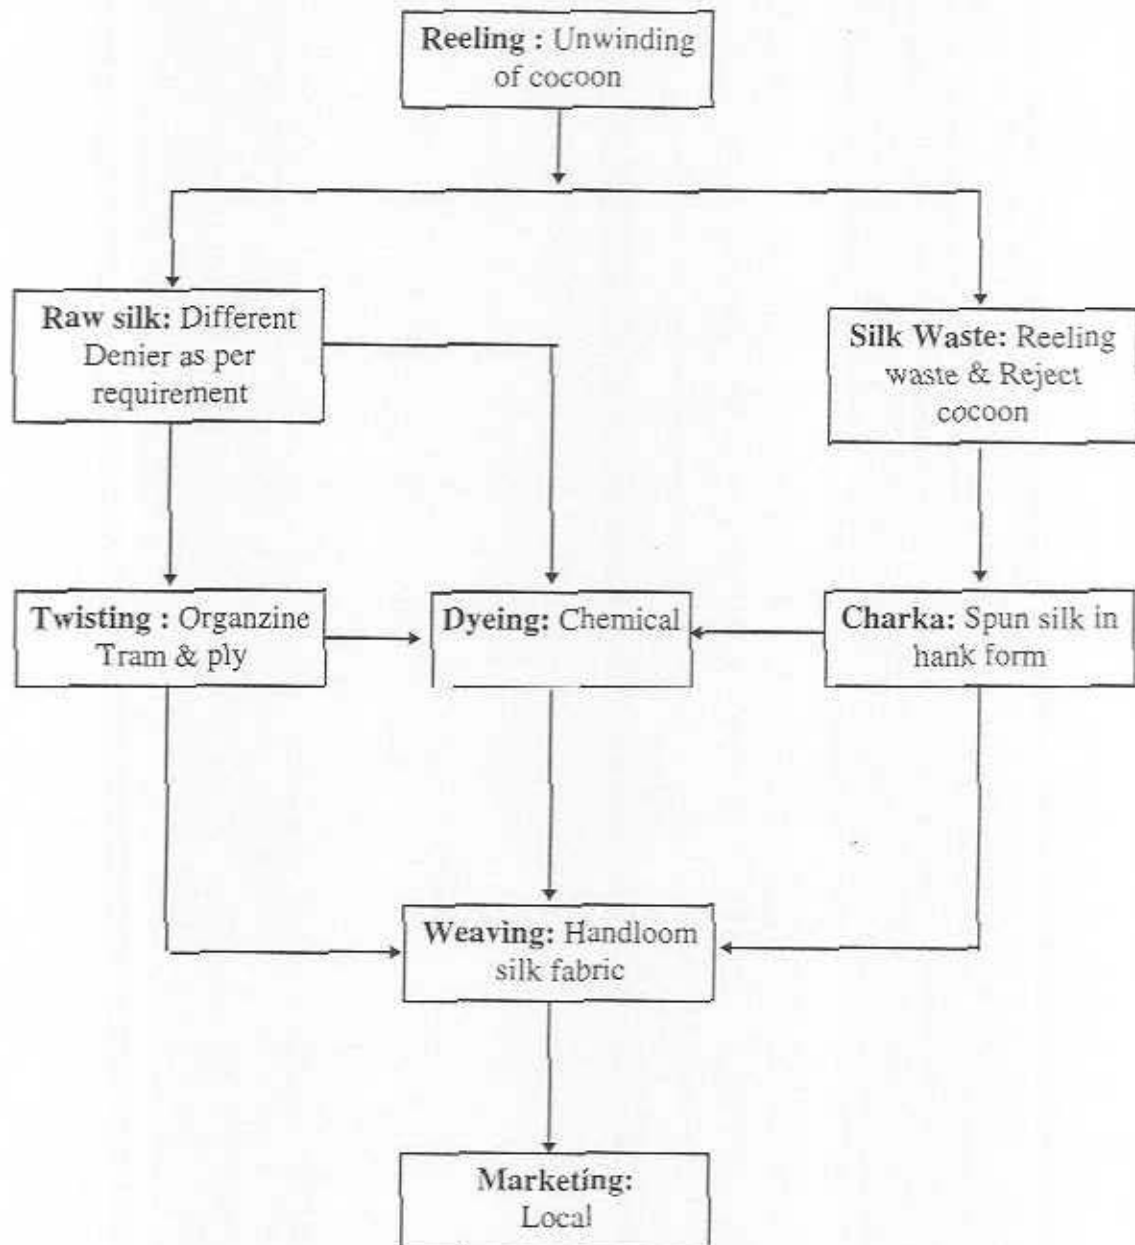 Reeling : Unwinding
of cocoon
Raw silk: Different
Denier as per
requirement
Silk Waste: Reeling
waste & Reject
cocoon
Twisting : Organzine
Tram & ply
Dyeing: Chemical
Charka: Spun silk in
hank form
Weaving: Handloom
silk fabric
Marketing:
Local